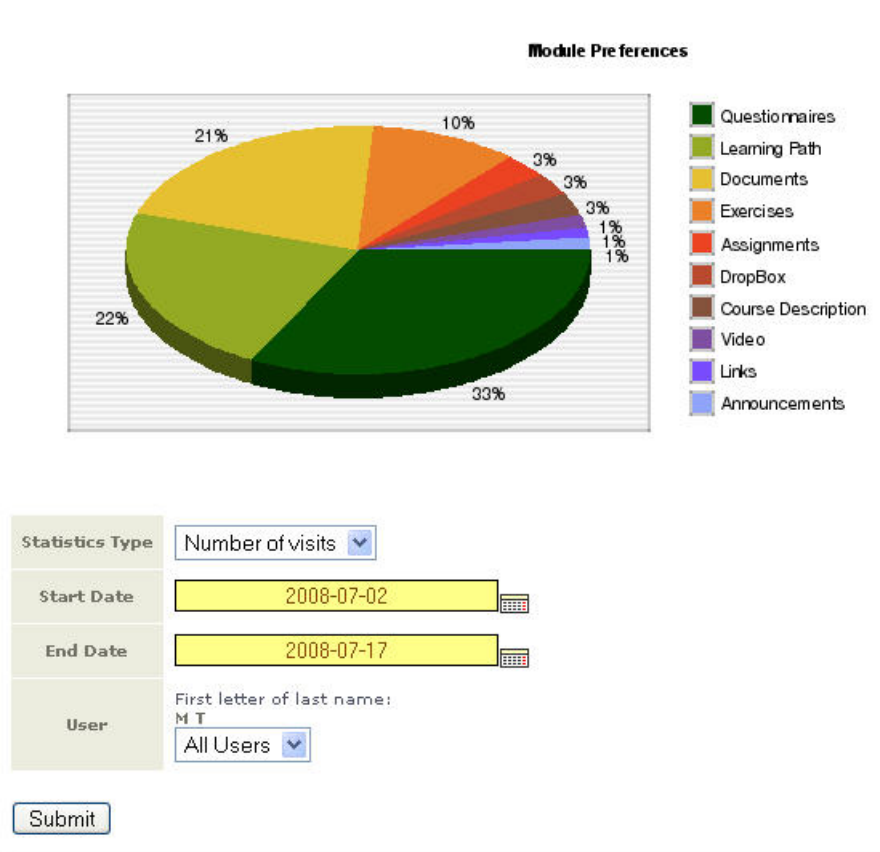 Module Preferences
21%
10%
3%
3%
3%
1%
1%
1%
22%
33%
Questionnaires
Learning Path
Documents
Exercises
Assignments
DropBox
Course Description
Video
Links
Announcements
Statistics Type Number of visits
Start Date 2008-07-02
End Date 2008-07-17
User First letter of last name:
M T
All Users
Submit